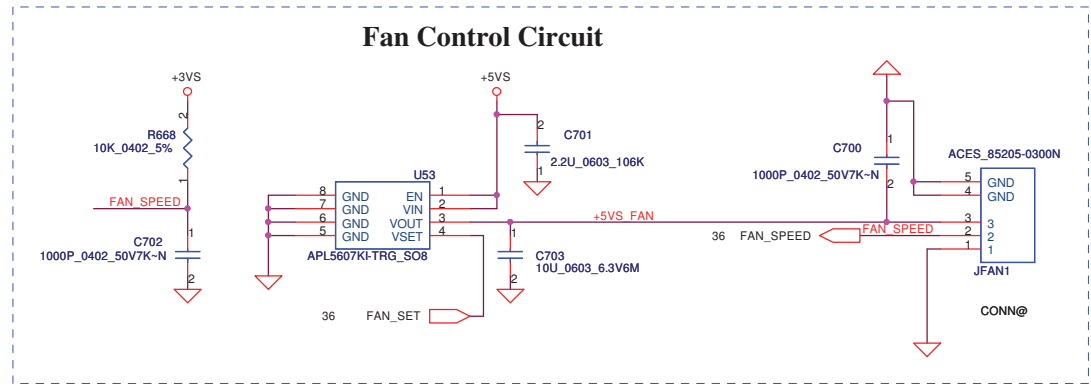 Fan Control Circuit
+3VS
2
R668
10K_0402_5%
1
FAN_SPEED
C702
1
1000P_0402_50V7K~N
2
+5VS
2
C701
2.2U_0603_106K
1
U53
8 GND EN 1
7 GND VIN 2
6 GND VOUT 3
5 GND VSET 4
APL5607KI-TRG_SO8
+5VS_FAN
1
C703
10U_0603_6.3V6M
2
36 FAN_SET
1
C700
1000P_0402_50V7K~N
2
ACES_85205-0300N
5 GND
4 GND
3 3
2 2
1 1
FAN_SPEED
36 FAN_SPEED
JFAN1
CONN@